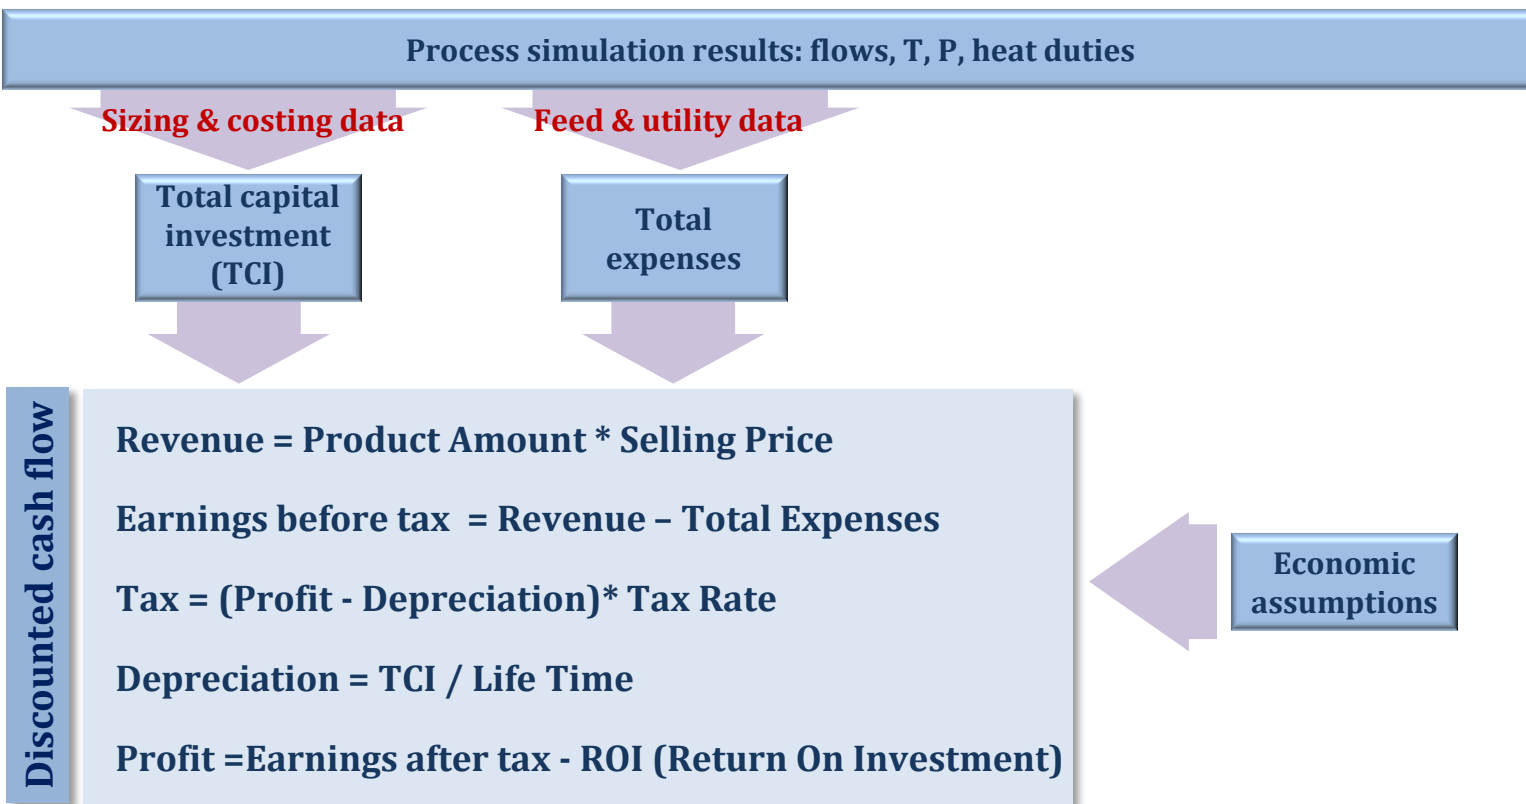 Process simulation results: flows, T, P, heat duties
Sizing & costing data
Feed & utility data
Total capital
investment
(TCI)
Total
expenses
Discounted cash flow
Revenue = Product Amount * Selling Price
Earnings before tax  = Revenue – Total Expenses
Tax = (Profit - Depreciation)* Tax Rate
Depreciation = TCI / Life Time
Profit =Earnings after tax - ROI (Return On Investment)
Economic
assumptions